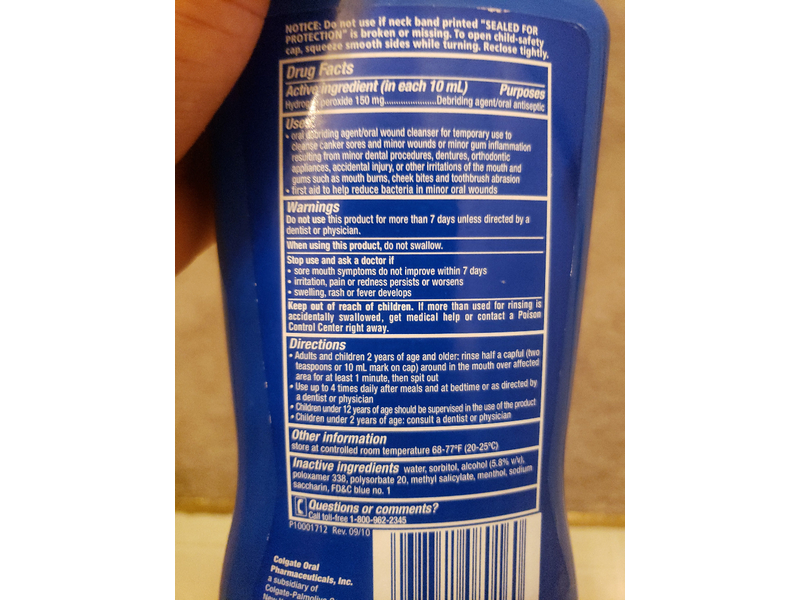 NOTICE: Do not use if neck band printed "SEALED FOR
PROTECTION" is broken or missing. To open child-safety
cap, squeeze smooth sides while turning. Reclose tightly.
Drug Facts
Active ingredient (in each 10 mL) Purposes
Hydrogen peroxide 150 mg......................Debriding agent/oral antiseptic
Uses
• oral debriding agent/oral wound cleanser for temporary use to
cleanse canker sores and minor wounds or minor gum inflammation
resulting from minor dental procedures, dentures, orthodontic
appliances, accidental injury, or other irritations of the mouth and
gums such as mouth burns, cheek bites and toothbrush abrasion
• first aid to help reduce bacteria in minor oral wounds
Warnings
Do not use this product for more than 7 days unless directed by a
dentist or physician.
When using this product, do not swallow.
Stop use and ask a doctor if
• sore mouth symptoms do not improve within 7 days
• irritation, pain or redness persists or worsens
• swelling, rash or fever develops
Keep out of reach of children. If more than used for rinsing is
accidentally swallowed, get medical help or contact a Poison
Control Center right away.
Directions
• Adults and children 2 years of age and older: rinse half a capful (two
teaspoons or 10 mL mark on cap) around in the mouth over affected
area for at least 1 minute, then spit out
• Use up to 4 times daily after meals and at bedtime or as directed by
a dentist or physician
• Children under 12 years of age should be supervised in the use of the product
• Children under 2 years of age: consult a dentist or physician
Other information
store at controlled room temperature 68-77°F (20-25°C)
Inactive ingredients water, sorbitol, alcohol (5.8% v/v),
poloxamer 338, polysorbate 20, methyl salicylate, menthol, sodium
saccharin, FD&C blue no. 1
Questions or comments?
Call toll-free 1-800-962-2345
P10001712 Rev. 09/10
Colgate Oral
Pharmaceuticals, Inc.
a subsidiary of
Colgate-Palmolive